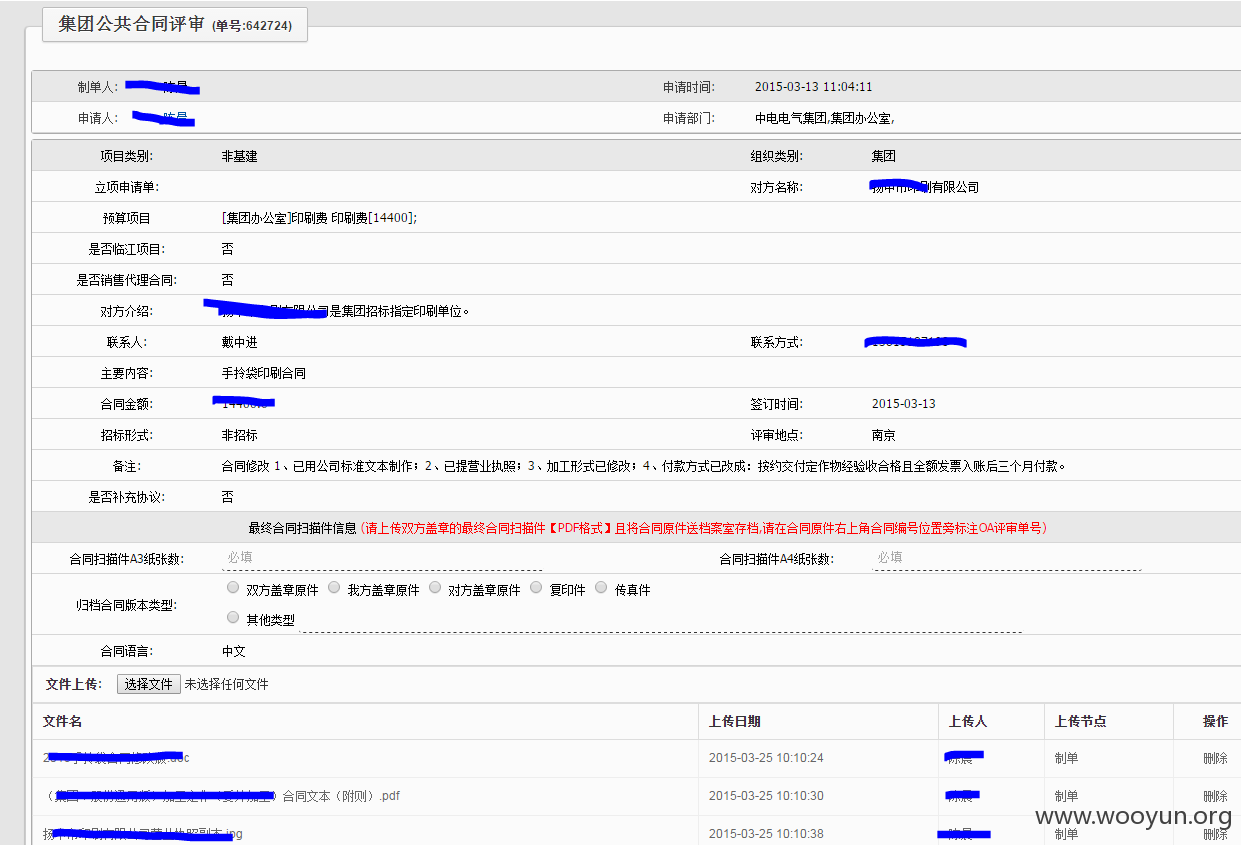 集团公共合同评审 (单号:642724)
制单人: 申请时间: 2015-03-13 11:04:11
申请人: 申请部门: 中电电气集团,集团办公室,
项目类别: 非基建 组织类别: 集团
立项申请单: 对方名称: 有限公司
预算项目 [集团办公室]印刷费 印刷费[14400];
是否临江项目: 否
是否销售代理合同: 否
对方介绍: 是集团招标指定印刷单位。
联系人: 戴中进 联系方式:
主要内容: 手拎袋印刷合同
合同金额: 签订时间: 2015-03-13
招标形式: 非招标 评审地点: 南京
备注: 合同修改 1、已用公司标准文本制作；2、已提营业执照；3、加工形式已修改；4、付款方式已改成：按约交付定作物经验收合格且全额发票入账后三个月付款。
是否补充协议: 否
最终合同扫描件信息 (请上传双方盖章的最终合同扫描件【PDF格式】且将合同原件送档案室存档,请在合同原件右上角合同编号位置旁标注OA评审单号)
合同扫描件A3纸张数: 必填 合同扫描件A4纸张数: 必填
归档合同版本类型: 双方盖章原件 我方盖章原件 对方盖章原件 复印件 传真件
其他类型
合同语言: 中文
文件上传: 选择文件 未选择任何文件
文件名 上传日期 上传人 上传节点 操作
2015-03-25 10:10:24 制单 删除
合同文本（附则）.pdf 2015-03-25 10:10:30 制单 删除
2015-03-25 10:10:38 制单 删除
www.wooyun.org